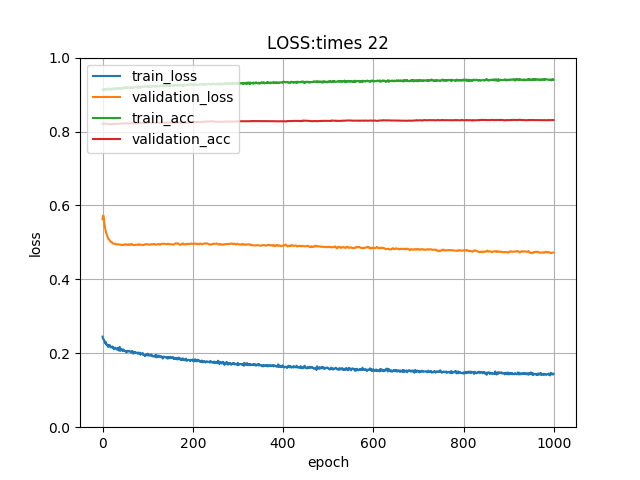 LOSS:times 22
1.0
0.8
0.6
0.4
0.2
0.0
loss
train_loss
validation_loss
train_acc
validation_acc
0 200 400 600 800 1000
epoch